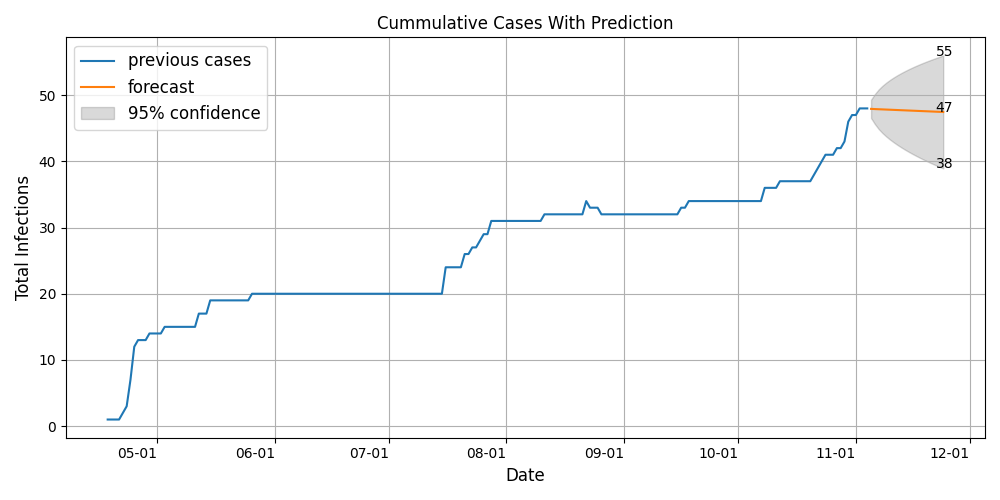 Cummulative Cases With Prediction
previous cases
forecast
95% confidence
55
47
38
Total Infections
50
40
30
20
10
0
05-01 06-01 07-01 08-01 09-01 10-01 11-01 12-01
Date